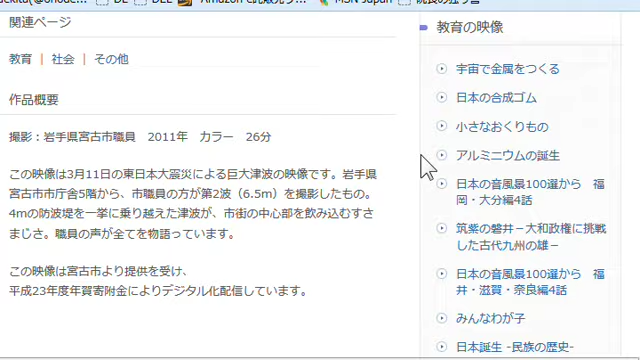 関連ページ
教育 | 社会 | その他
作品概要
撮影：岩手県宮古市職員　2011年　カラー　26分
この映像は3月11日の東日本大震災による巨大津波の映像です。岩手県
宮古市市庁舎5階から、市職員の方が第2波（6.5m）を撮影したもの。
4mの防波堤を一挙に乗り越えた津波が、市街の中心部を飲み込むすさ
まじさ。職員の声が全てを物語っています。
この映像は宮古市より提供を受け、
平成23年度年賀寄附金によりデジタル化配信しています。
教育の映像
宇宙で金属をつくる
日本の合成ゴム
小さなおくりもの
アルミニウムの誕生
日本の音風景100選から　福
岡・大分編4話
筑紫の磐井－大和政権に挑戦
した古代九州の雄－
日本の音風景100選から　福
井・滋賀・奈良編4話
みんなわが子
日本誕生 -民族の歴史-